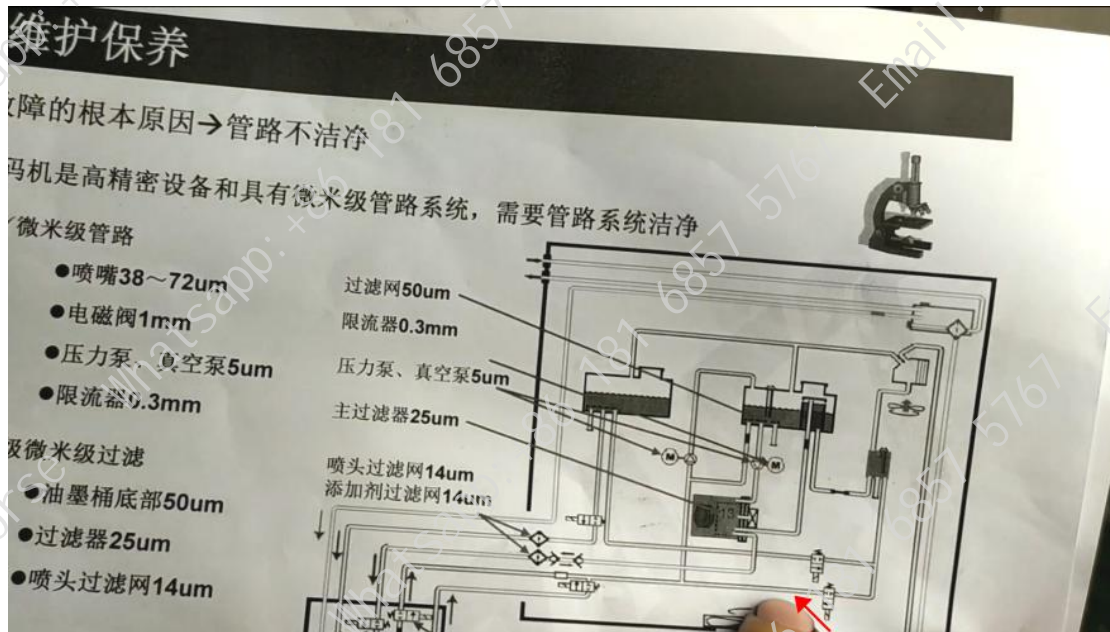 维护保养
障的根本原因→管路不洁净
码机是高精密设备和具有微米级管路系统，需要管路系统洁净
微米级管路
●喷嘴38～72um
●电磁阀1mm
●压力泵、真空泵5um
●限流器0.3mm
级微米级过滤
●油墨桶底部50um
●过滤器25um
●喷头过滤网14um
过滤网50um
限流器0.3mm
压力泵、真空泵5um
主过滤器25um
喷头过滤网14um
添加剂过滤网14um
M
M
13
Whatsapp: +86 181 6857 5767
Email: